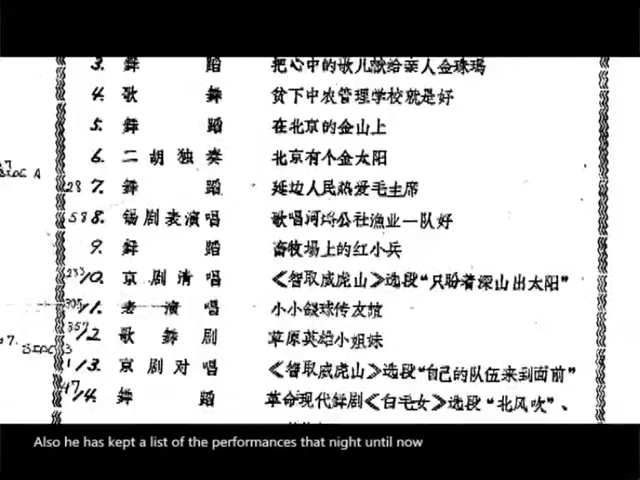 3. 舞 蹈 把心中的歌儿献给亲人金珠玛
4. 歌 舞 贫下中农管理学校就是好
5. 舞 蹈 在北京的金山上
6. 二胡独奏 北京有个金太阳
28 7. 舞 蹈 延边人民热爱毛主席
588. 锡剧表演唱 歌唱河埒公社渔业一队好
9. 舞 蹈 畜牧场上的红小兵
10. 京剧清唱 《智取威虎山》选段“只盼着深山出太阳”
11. 表演唱 小小银球传友谊
12. 歌舞剧 草原英雄小姐妹
13. 京剧对唱 《智取威虎山》选段“自己的队伍来到面前”
14. 舞 蹈 革命现代舞剧《白毛女》选段“北风吹”、
Also he has kept a list of the performances that night until now